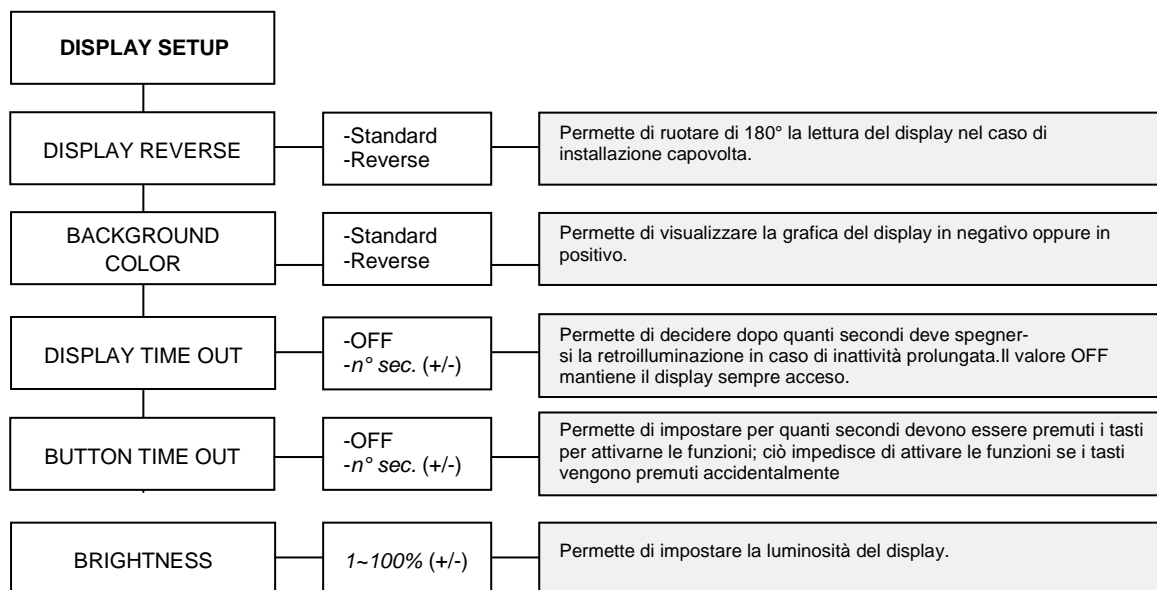 DISPLAY SETUP
DISPLAY REVERSE
-Standard
-Reverse
Permette di ruotare di 180° la lettura del display nel caso di
installazione capovolta.
BACKGROUND
COLOR
-Standard
-Reverse
Permette di visualizzare la grafica del display in negativo oppure in
positivo.
DISPLAY TIME OUT
-OFF
-n° sec. (+/-)
Permette di decidere dopo quanti secondi deve spegner-
si la retroilluminazione in caso di inattività prolungata.Il valore OFF
mantiene il display sempre acceso.
BUTTON TIME OUT
-OFF
-n° sec. (+/-)
Permette di impostare per quanti secondi devono essere premuti i tasti
per attivarne le funzioni; ciò impedisce di attivare le funzioni se i tasti
vengono premuti accidentalmente
BRIGHTNESS
1~100% (+/-)
Permette di impostare la luminosità del display.